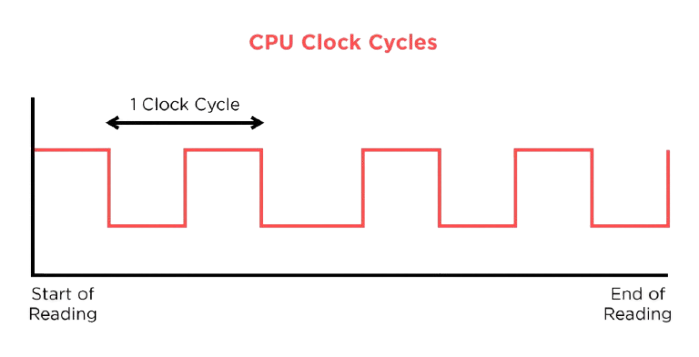 CPU Clock Cycles
1 Clock Cycle
Start of
Reading
End of
Reading